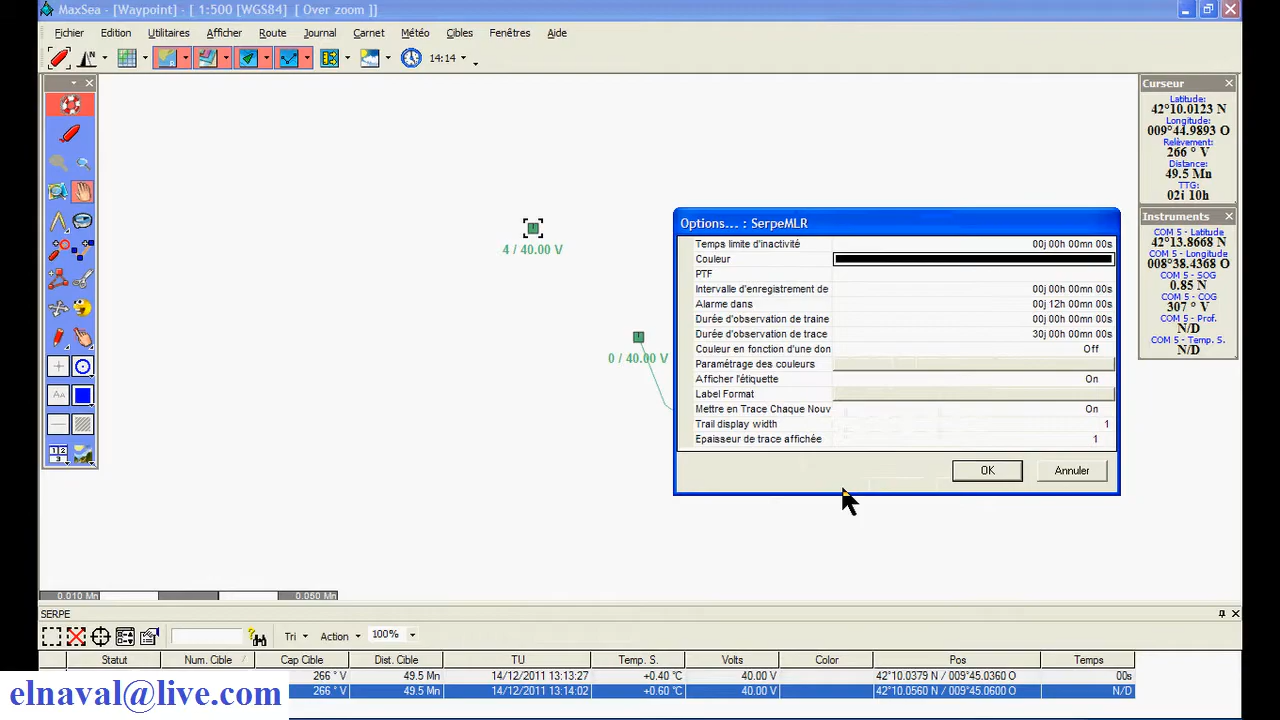 MaxSea - [Waypoint] - [ 1:500 [WGS84] [ Over zoom ]]
Fichier Edition Utilitaires Afficher Route Journal Carnet Météo Cibles Fenêtres Aide
14:14
Curseur
Latitude:
42°10.0123 N
Longitude:
009°44.9893 O
Relèvement:
266 ° V
Distance:
49.5 Mn
TTG:
02i 10h
Instruments
COM 5 - Latitude
42°13.8668 N
COM 5 - Longitude
008°38.4368 O
COM 5 - SOG
0.85 N
COM 5 - COG
307 ° V
COM 5 - Prof.
N/D
COM 5 - Temp. S.
N/D
4 / 40.00 V
0 / 40.00 V
Options... : SerpeMLR
Temps limite d'inactivité 00j 00h 00mn 00s
Couleur
PTF
Intervalle d'enregistrement de 00j 00h 00mn 00s
Alarme dans 00j 12h 00mn 00s
Durée d'observation de traine 00j 00h 00mn 00s
Durée d'observation de trace 30j 00h 00mn 00s
Couleur en fonction d'une don Off
Paramétrage des couleurs
Afficher l'étiquette On
Label Format
Mettre en Trace Chaque Nouv On
Trail display width 1
Epaisseur de trace affichée 1
OK Annuler
0.010 Mn 0.050 Mn
SERPE
Tri Action 100%
Statut Num. Cible Cap Cible Dist. Cible TU Temp. S. Volts Color Pos Temps
266 ° V 49.5 Mn 14/12/2011 13:13:27 +0.40 °c 40.00 V 42°10.0379 N / 009°45.0360 O 00s
266 ° V 49.5 Mn 14/12/2011 13:14:02 +0.60 °c 40.00 V 42°10.0560 N / 009°45.0600 O N/D
elnaval@live.com